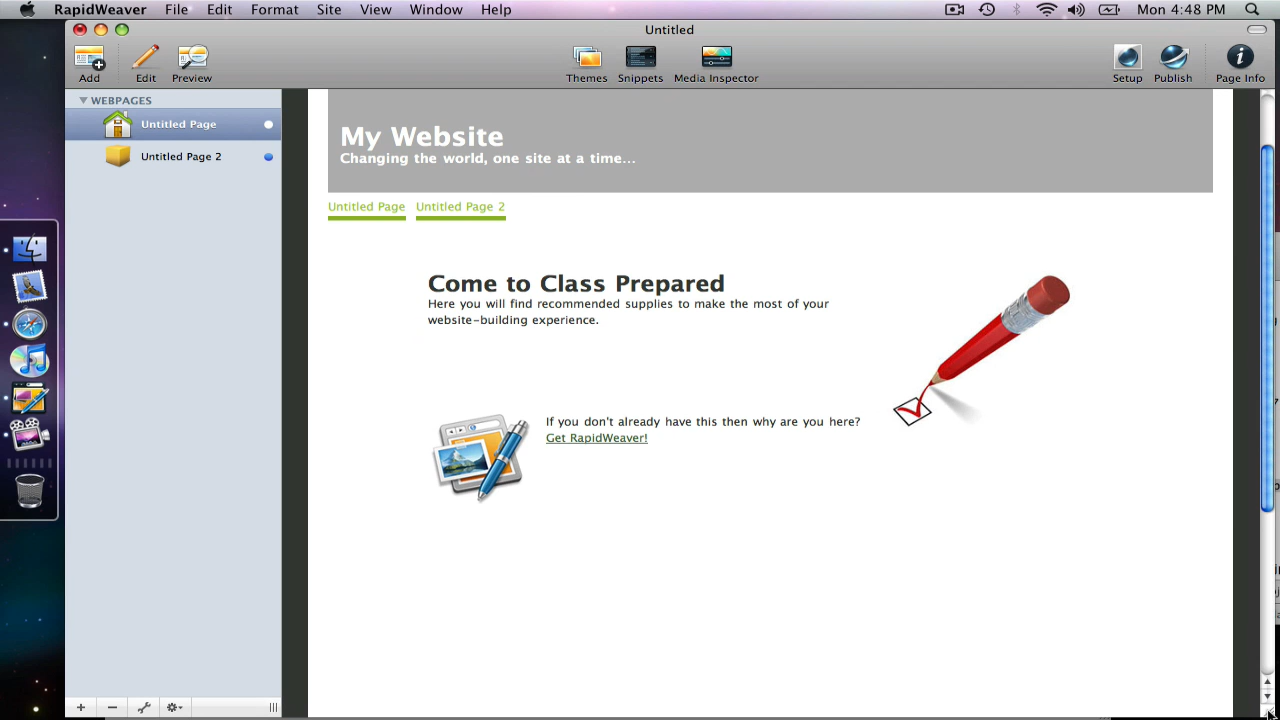 RapidWeaver File Edit Format Site View Window Help Mon 4:48 PM
Untitled
Add Edit Preview Themes Snippets Media Inspector Setup Publish Page Info
WEBPAGES
Untitled Page
Untitled Page 2
My Website
Changing the world, one site at a time...
Untitled Page Untitled Page 2
Come to Class Prepared
Here you will find recommended supplies to make the most of your
website-building experience.
If you don't already have this then why are you here?
Get RapidWeaver!